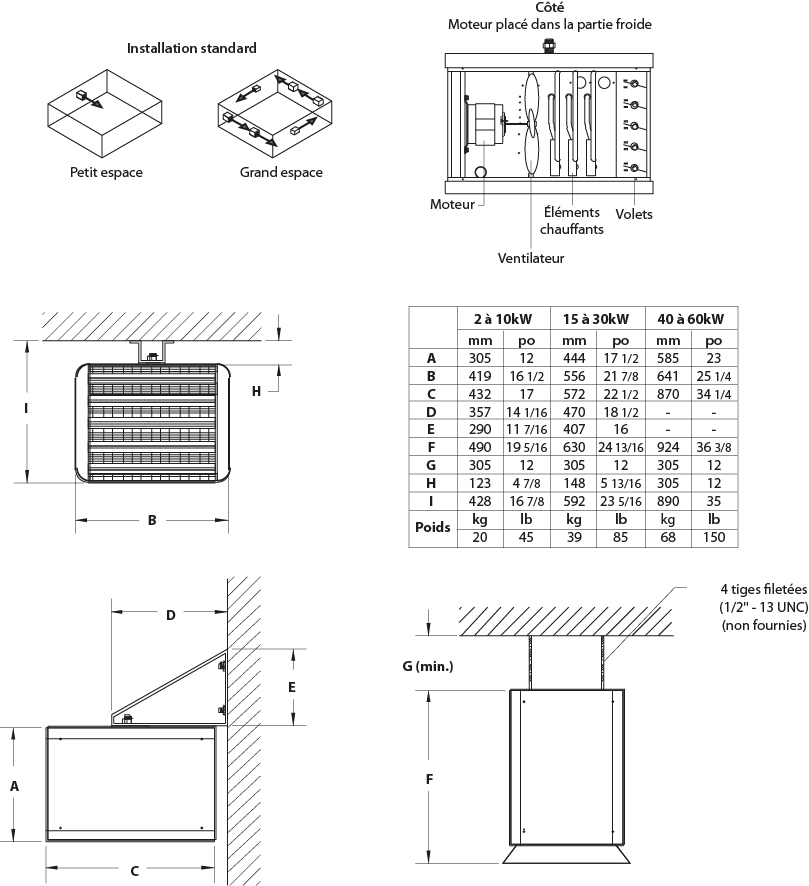 Installation standard
Petit espace
Grand espace
Côté
Moteur placé dans la partie froide
Moteur
Éléments
chauffants
Volets
Ventilateur
H
I
B
2 à 10kW 15 à 30kW 40 à 60kW
mm po mm po mm po
A 305 12 444 17 1/2 585 23
B 419 16 1/2 556 21 7/8 641 25 1/4
C 432 17 572 22 1/2 870 34 1/4
D 357 14 1/16 470 18 1/2 - -
E 290 11 7/16 407 16 - -
F 490 19 5/16 630 24 13/16 924 36 3/8
G 305 12 305 12 305 12
H 123 4 7/8 148 5 13/16 305 12
I 428 16 7/8 592 23 5/16 890 35
Poids kg lb kg lb kg lb
20 45 39 85 68 150
D
E
A
C
4 tiges filetées
(1/2" - 13 UNC)
(non fournies)
G (min.)
F